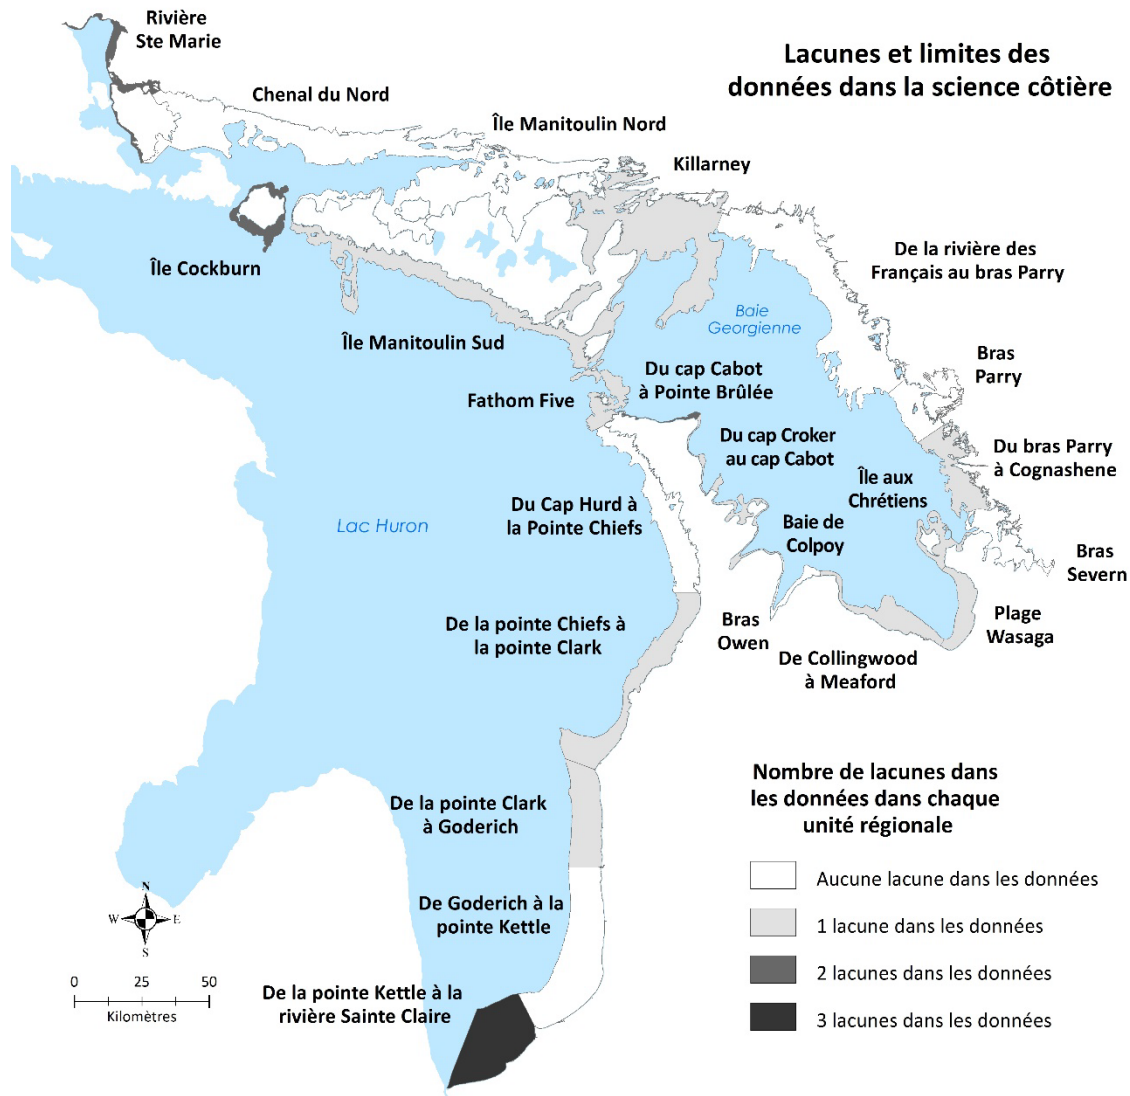 Rivière
Ste Marie
Lacunes et limites des
données dans la science côtière
Chenal du Nord
Île Manitoulin Nord
Killarney
De la rivière des
Français au bras Parry
Île Cockburn
Baie
Georgienne
Île Manitoulin Sud
Bras
Parry
Du cap Cabot
à Pointe Brûlée
Fathom Five
Du cap Croker
au cap Cabot
Du bras Parry
à Cognashene
Île aux
Chrétiens
Du Cap Hurd à
la Pointe Chiefs
Lac Huron
Baie de
Colpoy
Bras
Severn
De la pointe Chiefs à
la pointe Clark
Bras
Owen
Plage
Wasaga
De Collingwood
à Meaford
De la pointe Clark
à Goderich
De Goderich à la
pointe Kettle
De la pointe Kettle à la
rivière Sainte Claire
N
W E
S
0 25 50
Kilomètres
Nombre de lacunes dans
les données dans chaque
unité régionale
Aucune lacune dans les données
1 lacune dans les données
2 lacunes dans les données
3 lacunes dans les données